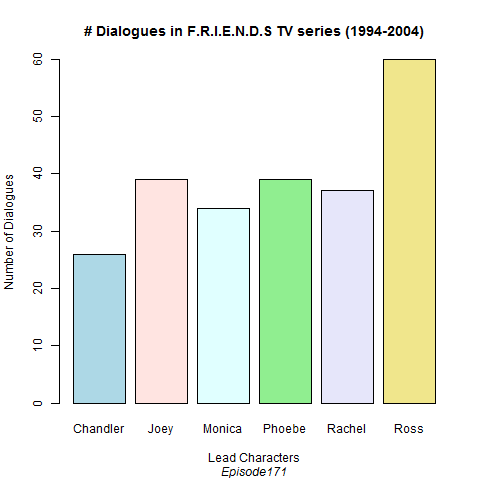 # Dialogues in F.R.I.E.N.D.S TV series (1994-2004)
Number of Dialogues
60
50
40
30
20
10
0
Chandler Joey Monica Phoebe Rachel Ross
Lead Characters
Episode171